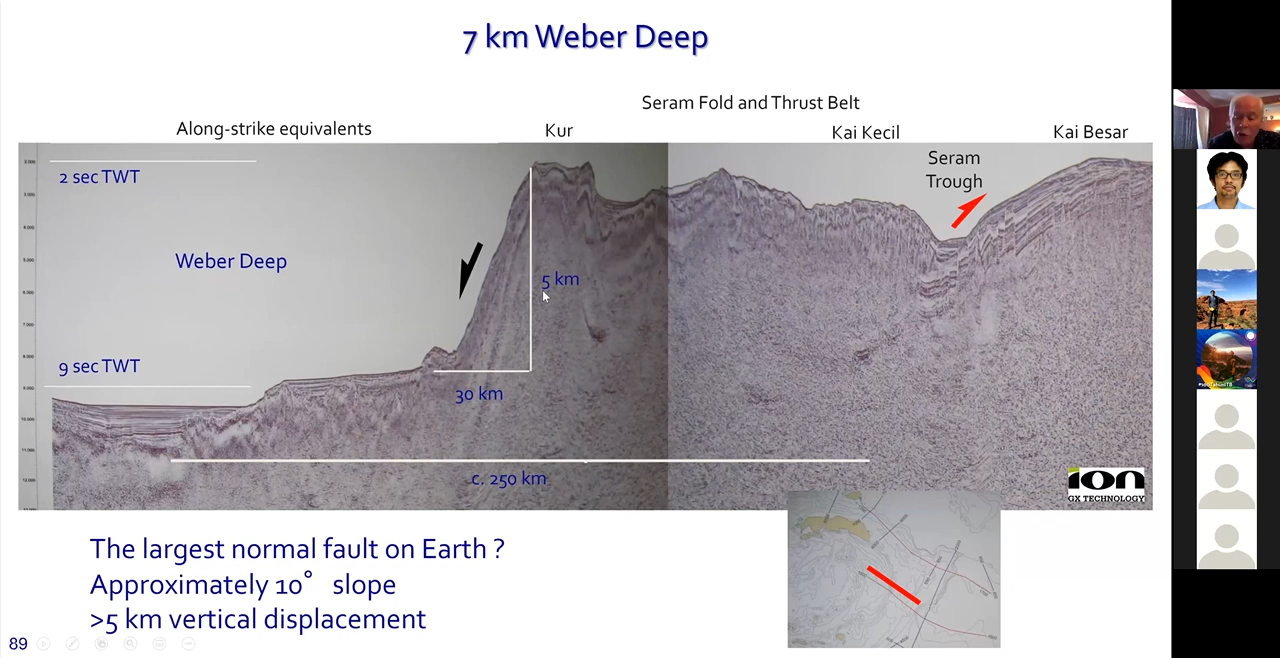 7 km Weber Deep
Seram Fold and Thrust Belt
Along-strike equivalents
Kur
Kai Kecil
Kai Besar
2 sec TWT
Seram
Trough
Weber Deep
5 km
9 sec TWT
30 km
c. 250 km
ion
GX TECHNOLOGY
The largest normal fault on Earth ?
Approximately 10° slope
>5 km vertical displacement
89